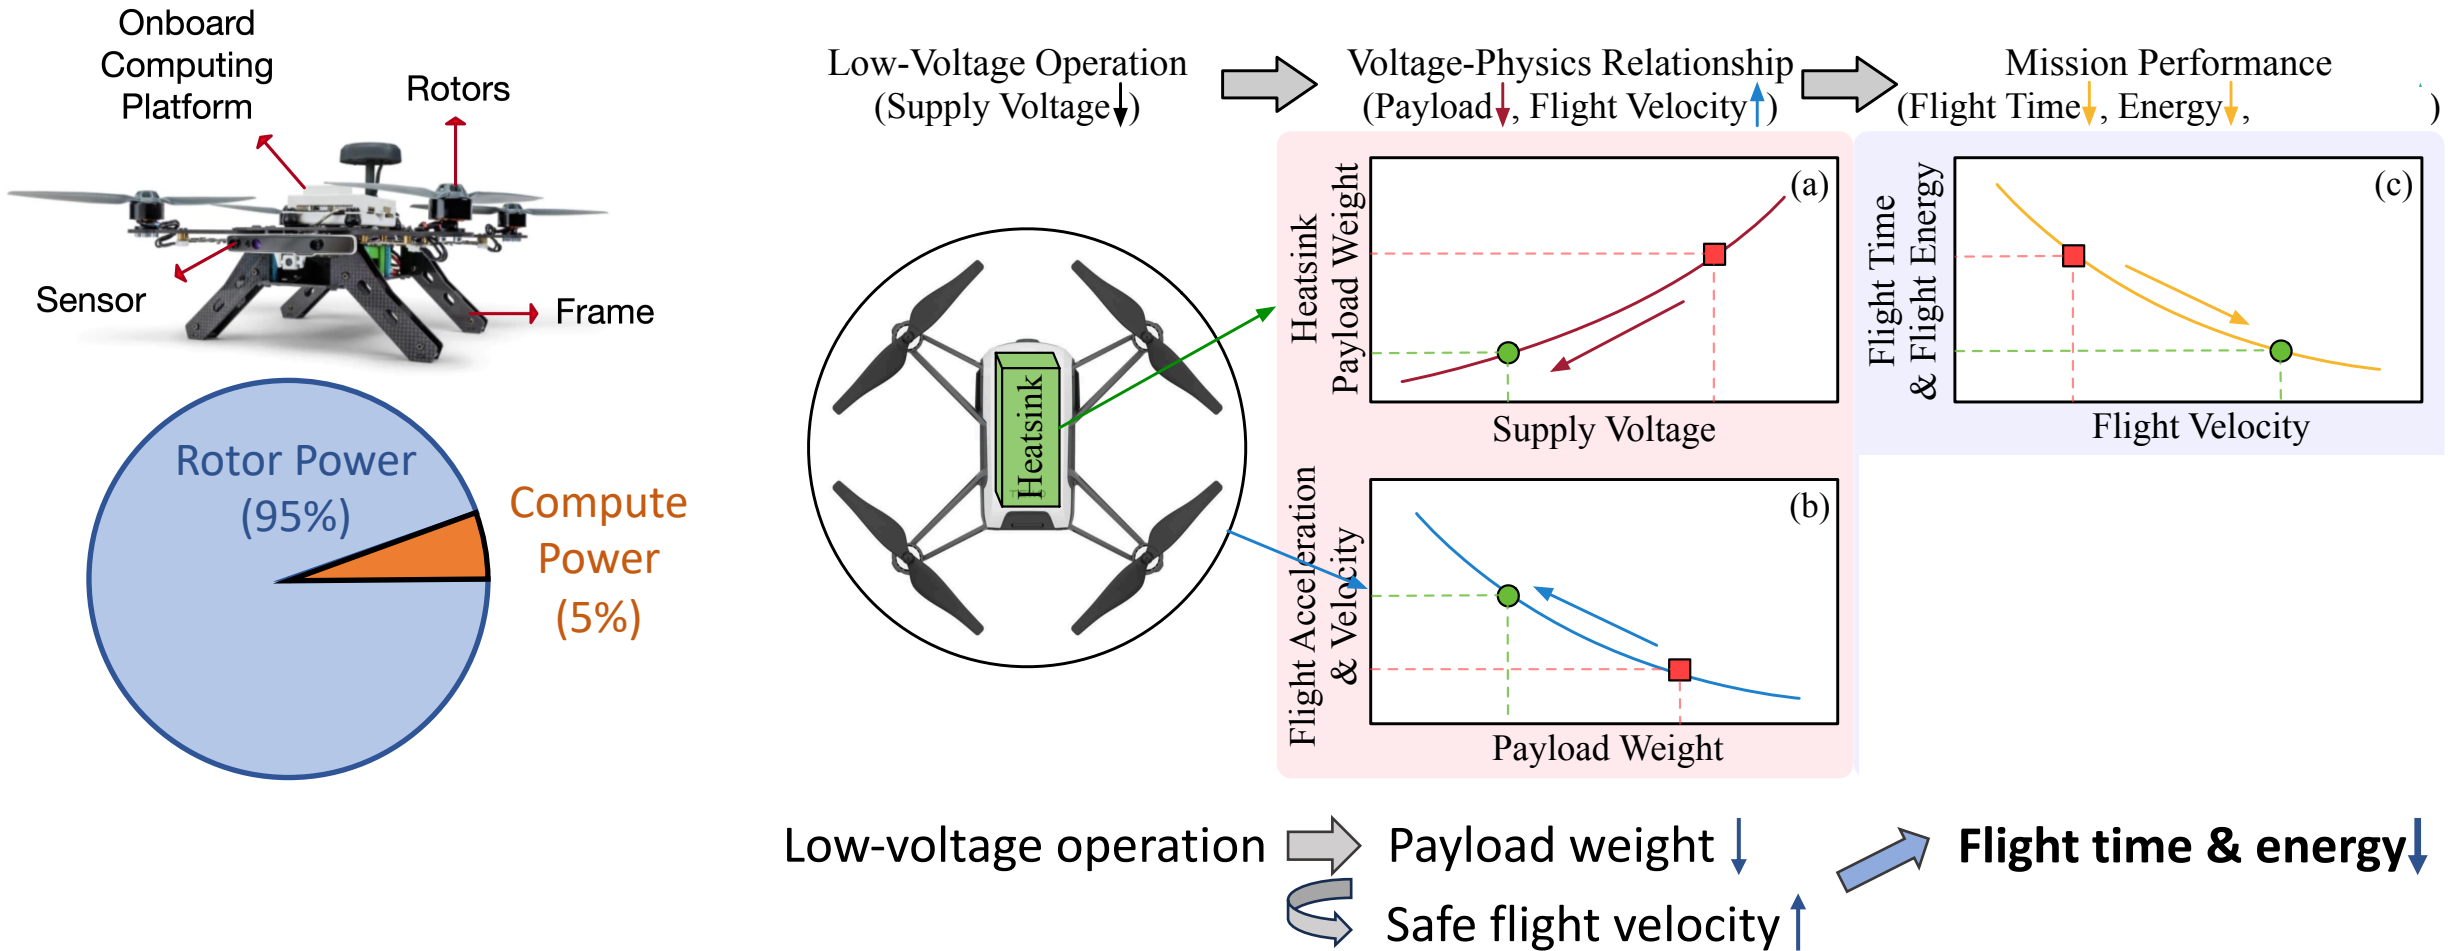 Onboard
Computing
Platform
Rotors
Sensor
Frame
Rotor Power
(95%)
Compute
Power
(5%)
Low-Voltage Operation
(Supply Voltage↓)
Voltage-Physics Relationship
(Payload↓, Flight Velocity↑)
Mission Performance
(Flight Time↓, Energy↓, )
Heatsink
Heatsink
Payload Weight
(a)
Supply Voltage
Flight Acceleration
& Velocity
(b)
Payload Weight
Flight Time
& Flight Energy
(c)
Flight Velocity
Low-voltage operation
Payload weight ↓
Safe flight velocity ↑
Flight time & energy↓